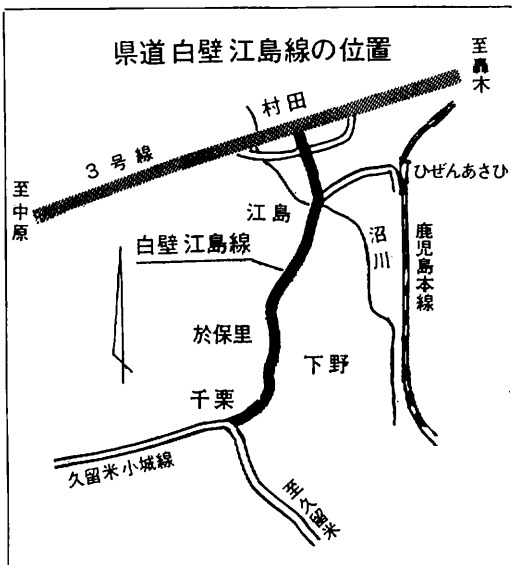 県道白壁江島線の位置
至轟木
村田
3号線
至中原
ひぜんあさひ
江島
沼川
鹿児島本線
白壁江島線
於保里
下野
千栗
久留米小城線
至久留米